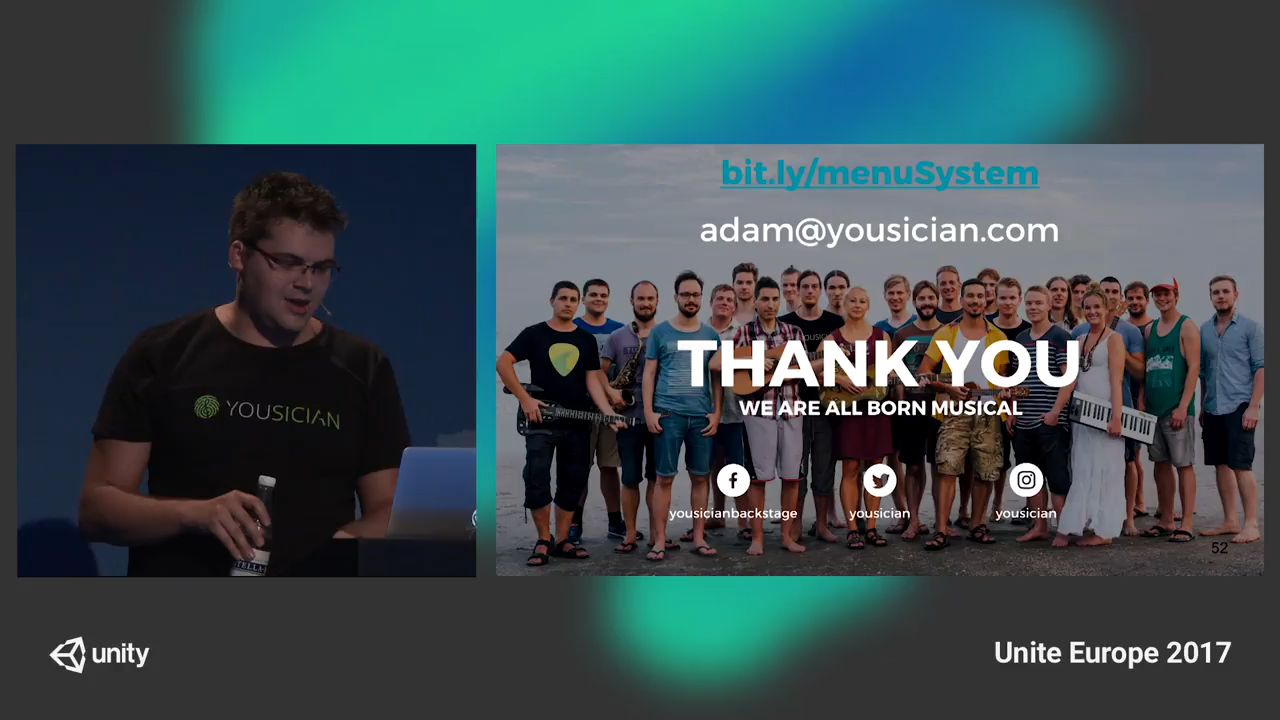 bit.ly/menuSystem
adam@yousician.com
THANK YOU
WE ARE ALL BORN MUSICAL
yousicianbackstage
yousician
yousician
52
YOUSICIAN
unity
Unite Europe 2017